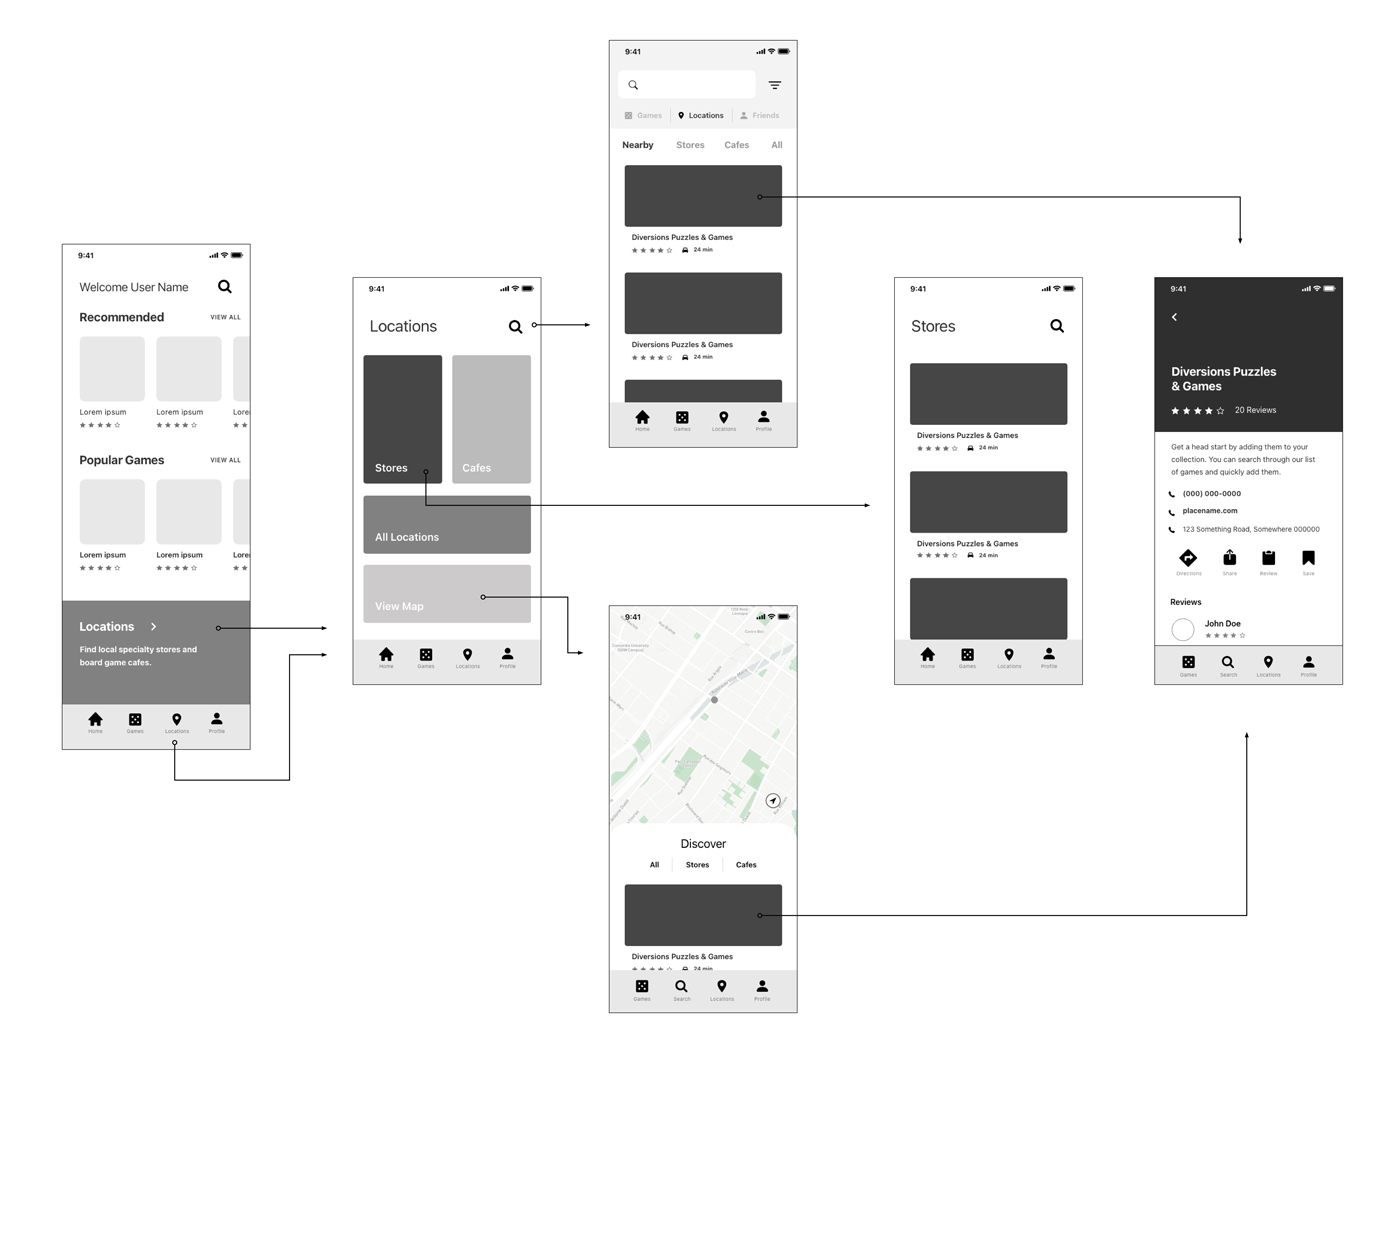 9:41
Welcome User Name
Recommended
VIEW ALL
Lorem ipsum
Lorem ipsum
Lore
Popular Games
VIEW ALL
Lorem ipsum
Lorem ipsum
Lore
Locations
Find local specialty stores and
board game cafes.
Home
Games
Locations
Profile
9:41
Locations
Stores
Cafes
All Locations
View Map
Home
Games
Locations
Profile
9:41
Games
Locations
Friends
Nearby
Stores
Cafes
All
Diversions Puzzles & Games
24 min
Diversions Puzzles & Games
24 min
Home
Games
Locations
Profile
9:41
Discover
All
Stores
Cafes
Diversions Puzzles & Games
24 min
Games
Search
Locations
Profile
9:41
Stores
Diversions Puzzles & Games
24 min
Diversions Puzzles & Games
24 min
Home
Games
Locations
Profile
9:41
Diversions Puzzles
& Games
20 Reviews
Get a head start by adding them to your
collection. You can search through our list
of games and quickly add them.
(000) 000-0000
placename.com
123 Something Road, Somewhere 000000
Directions
Share
Review
Save
Reviews
John Doe
Games
Search
Locations
Profile